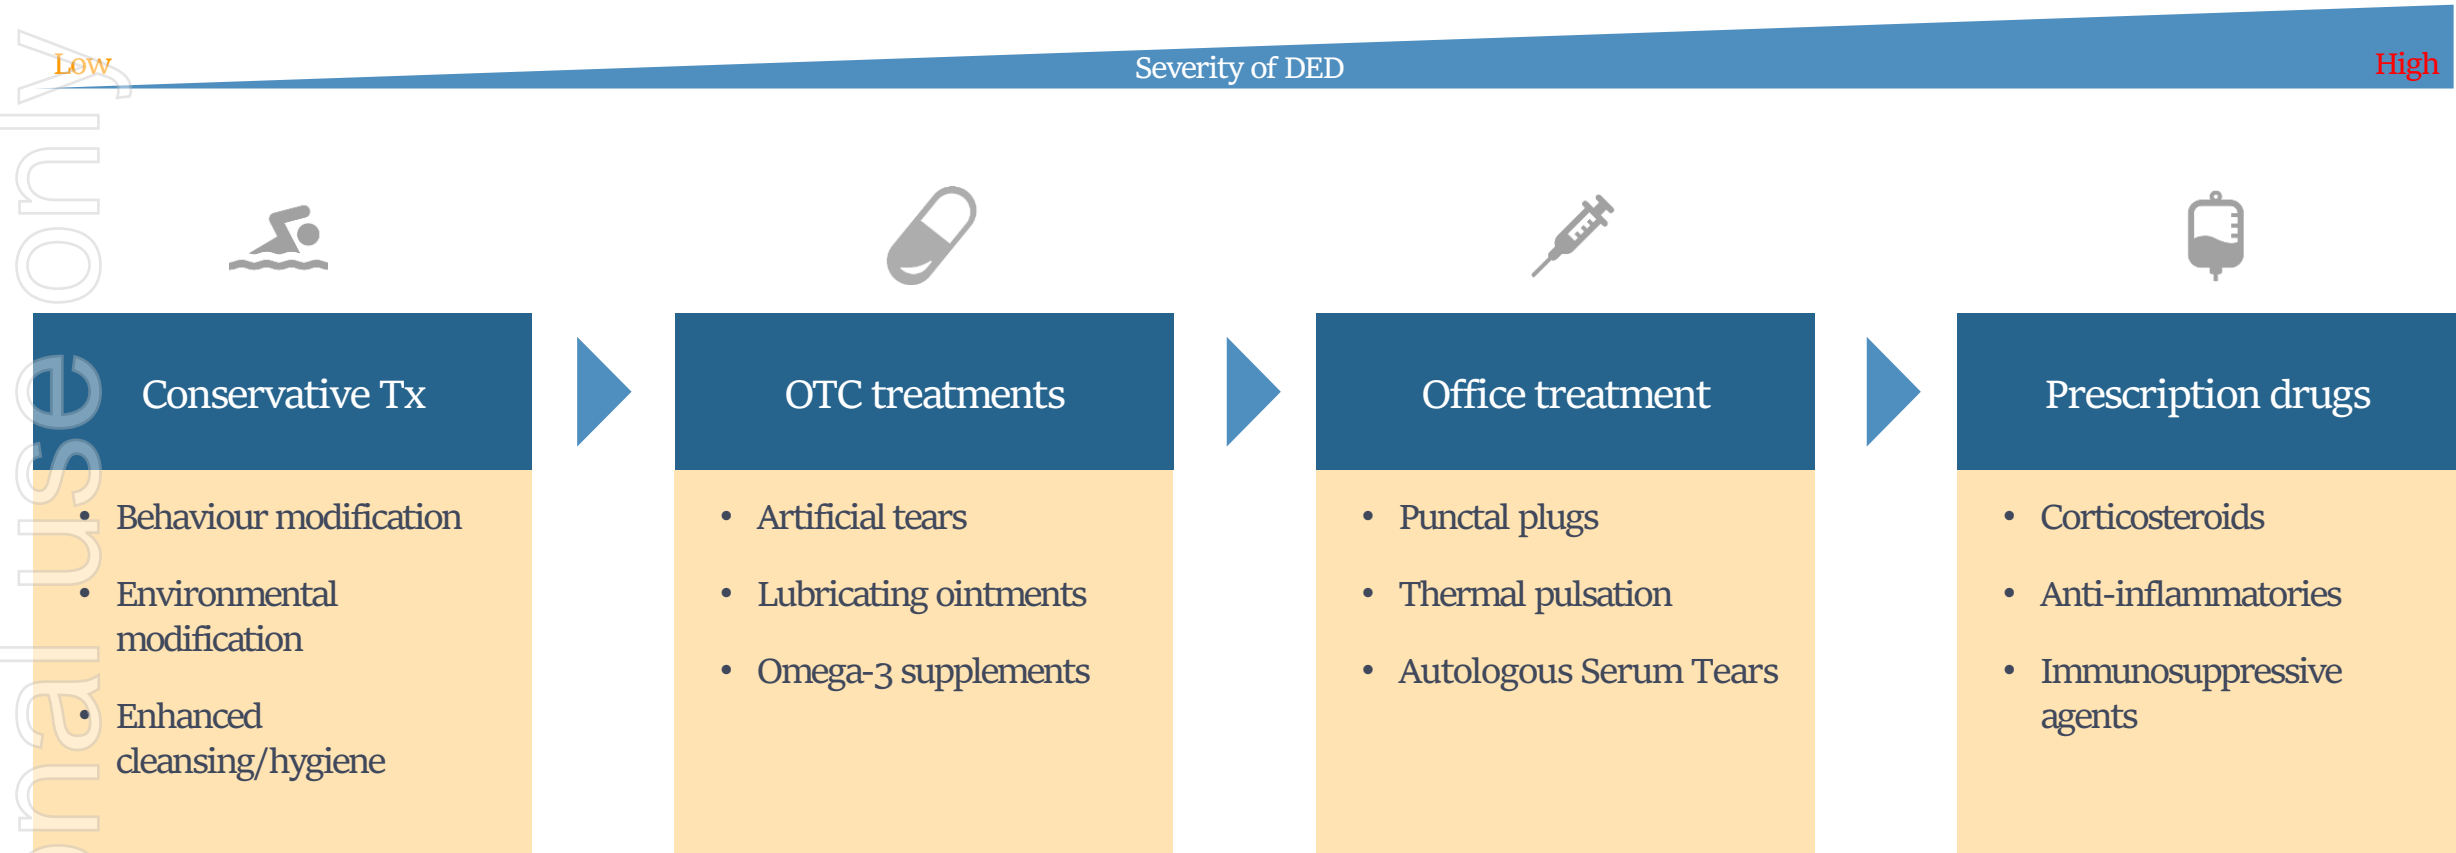 Low
Severity of DED
High
Conservative Tx
• Behaviour modification
• Environmental
modification
• Enhanced
cleansing/hygiene
OTC treatments
• Artificial tears
• Lubricating ointments
• Omega-3 supplements
Office treatment
• Punctal plugs
• Thermal pulsation
• Autologous Serum Tears
Prescription drugs
• Corticosteroids
• Anti-inflammatories
• Immunosuppressive
agents
use only